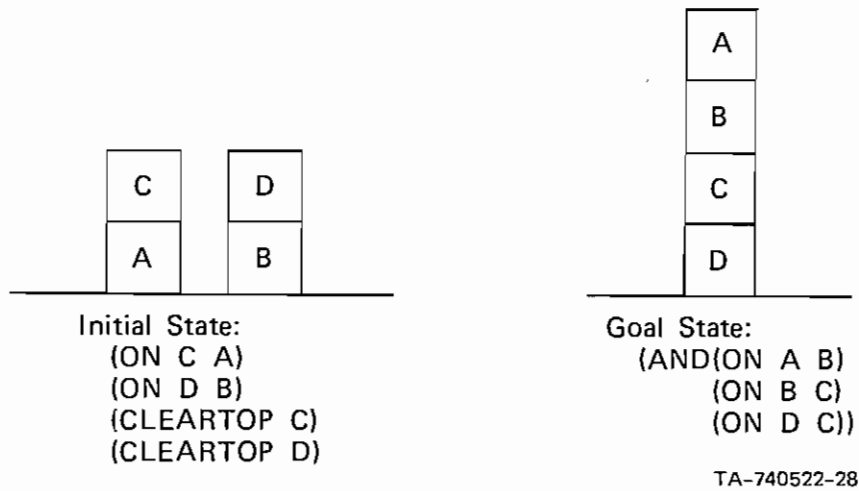 C D
A B
Initial State:
(ON C A)
(ON D B)
(CLEARTOP C)
(CLEARTOP D)
A
B
C
D
Goal State:
(AND(ON A B)
(ON B C)
(ON D C))
TA-740522-28